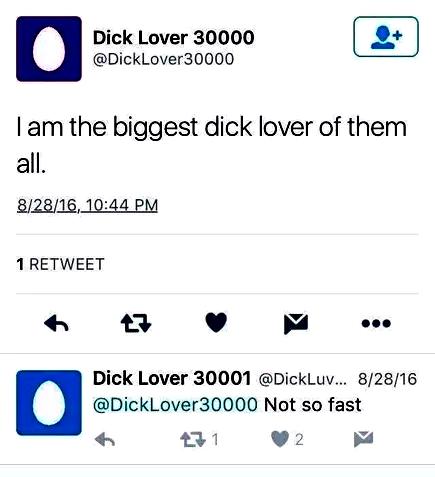 Dick Lover 30000
@DickLover30000
I am the biggest dick lover of them
all.
8/28/16, 10:44 PM
1 RETWEET
Dick Lover 30001 @DickLuv... 8/28/16
@DickLover30000 Not so fast
1 2